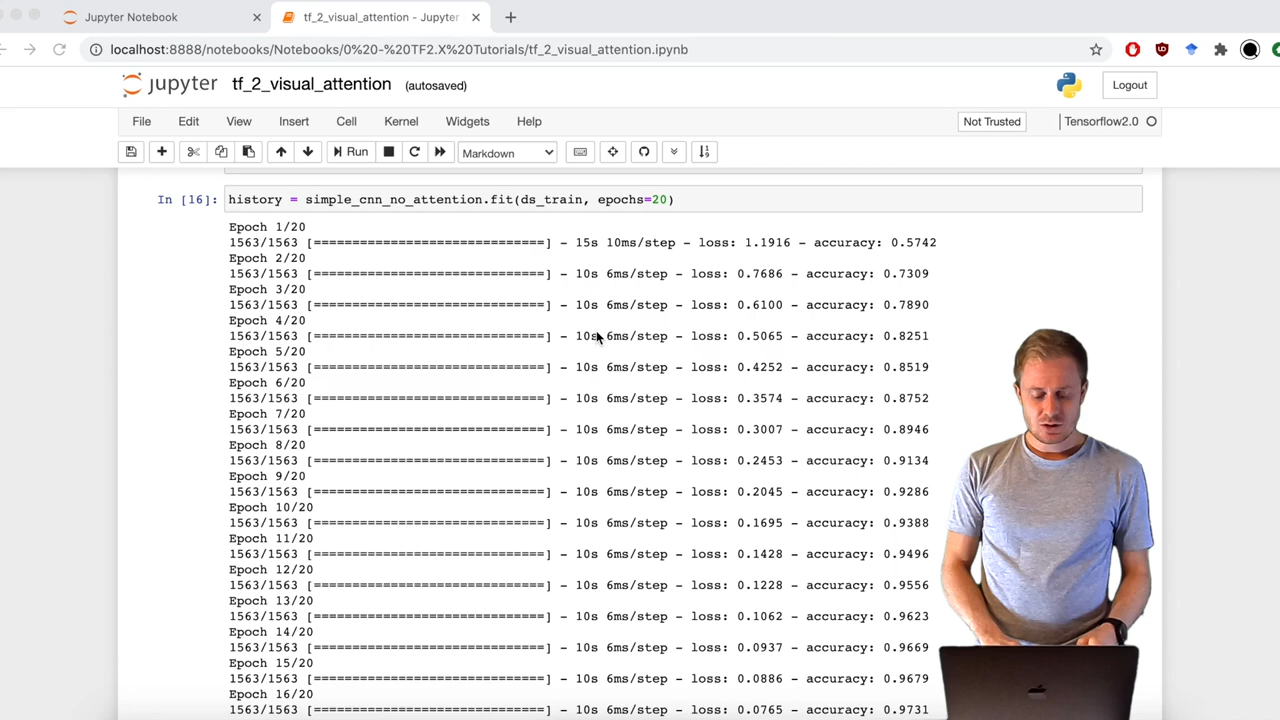 Jupyter Notebook
tf_2_visual_attention - Jupyter
localhost:8888/notebooks/Notebooks/0%20-%20TF2.X%20Tutorials/tf_2_visual_attention.ipynb
jupyter tf_2_visual_attention (autosaved)
Logout
File Edit View Insert Cell Kernel Widgets Help
Not Trusted
Tensorflow2.0
Run
Markdown
In [16]: history = simple_cnn_no_attention.fit(ds_train, epochs=20)
Epoch 1/20
1563/1563 [==============================] - 15s 10ms/step - loss: 1.1916 - accuracy: 0.5742
Epoch 2/20
1563/1563 [==============================] - 10s 6ms/step - loss: 0.7686 - accuracy: 0.7309
Epoch 3/20
1563/1563 [==============================] - 10s 6ms/step - loss: 0.6100 - accuracy: 0.7890
Epoch 4/20
1563/1563 [==============================] - 10s 6ms/step - loss: 0.5065 - accuracy: 0.8251
Epoch 5/20
1563/1563 [==============================] - 10s 6ms/step - loss: 0.4252 - accuracy: 0.8519
Epoch 6/20
1563/1563 [==============================] - 10s 6ms/step - loss: 0.3574 - accuracy: 0.8752
Epoch 7/20
1563/1563 [==============================] - 10s 6ms/step - loss: 0.3007 - accuracy: 0.8946
Epoch 8/20
1563/1563 [==============================] - 10s 6ms/step - loss: 0.2453 - accuracy: 0.9134
Epoch 9/20
1563/1563 [==============================] - 10s 6ms/step - loss: 0.2045 - accuracy: 0.9286
Epoch 10/20
1563/1563 [==============================] - 10s 6ms/step - loss: 0.1695 - accuracy: 0.9388
Epoch 11/20
1563/1563 [==============================] - 10s 6ms/step - loss: 0.1428 - accuracy: 0.9496
Epoch 12/20
1563/1563 [==============================] - 10s 6ms/step - loss: 0.1228 - accuracy: 0.9556
Epoch 13/20
1563/1563 [==============================] - 10s 6ms/step - loss: 0.1062 - accuracy: 0.9623
Epoch 14/20
1563/1563 [==============================] - 10s 6ms/step - loss: 0.0937 - accuracy: 0.9669
Epoch 15/20
1563/1563 [==============================] - 10s 6ms/step - loss: 0.0886 - accuracy: 0.9679
Epoch 16/20
1563/1563 [==============================] - 10s 6ms/step - loss: 0.0765 - accuracy: 0.9731